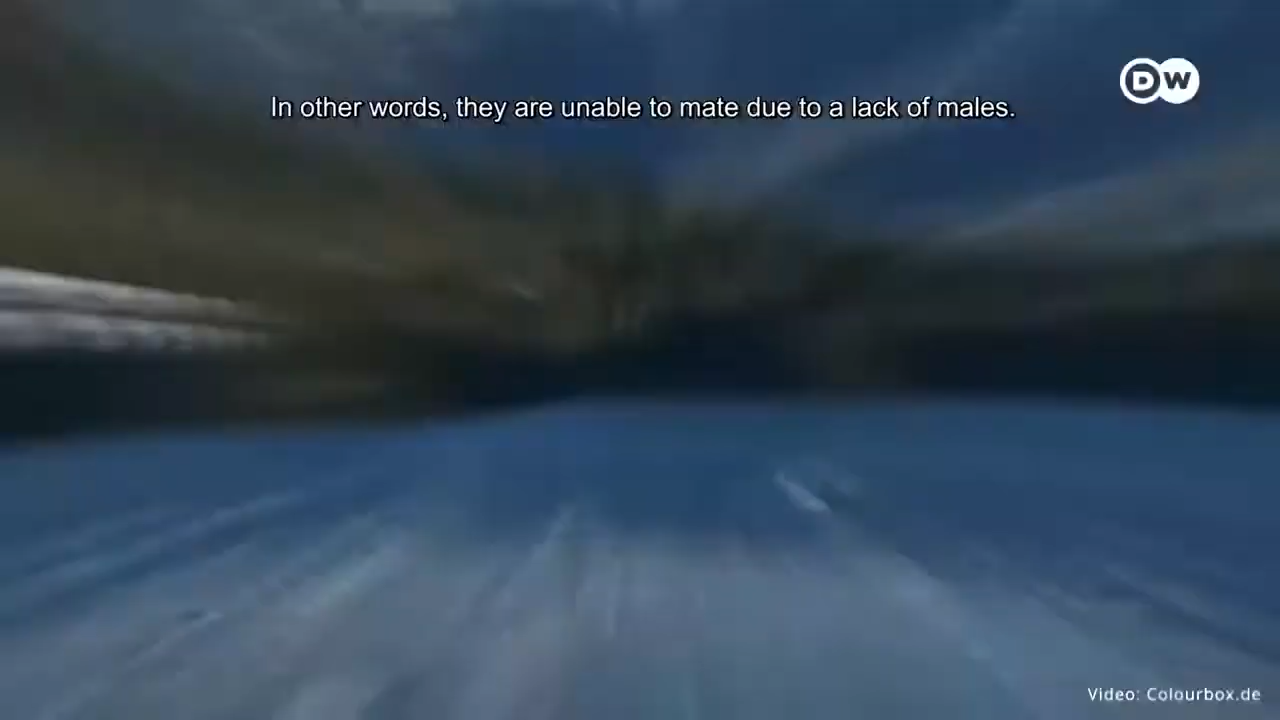 DW
In other words, they are unable to mate due to a lack of males.
Video: Colourbox.de